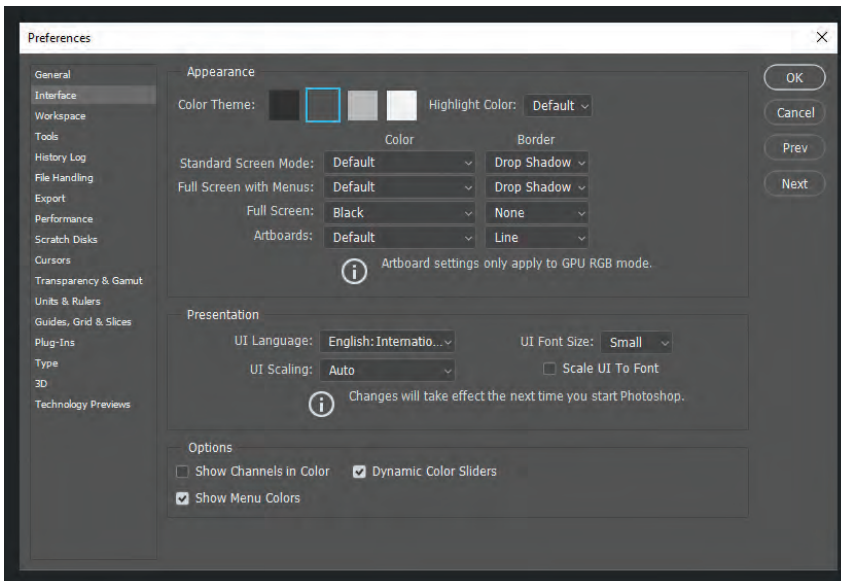 Preferences
General
Interface
Workspace
Tools
History Log
File Handling
Export
Performance
Scratch Disks
Cursors
Transparency & Gamut
Units & Rulers
Guides, Grid & Slices
Plug-Ins
Type
3D
Technology Previews
Appearance
Color Theme: Highlight Color: Default
Color Border
Standard Screen Mode: Default Drop Shadow
Full Screen with Menus: Default Drop Shadow
Full Screen: Black None
Artboards: Default Line
Artboard settings only apply to GPU RGB mode.
Presentation
UI Language: English: Internatio... UI Font Size: Small
UI Scaling: Auto Scale UI To Font
Changes will take effect the next time you start Photoshop.
Options
Show Channels in Color Dynamic Color Sliders
Show Menu Colors
OK
Cancel
Prev
Next